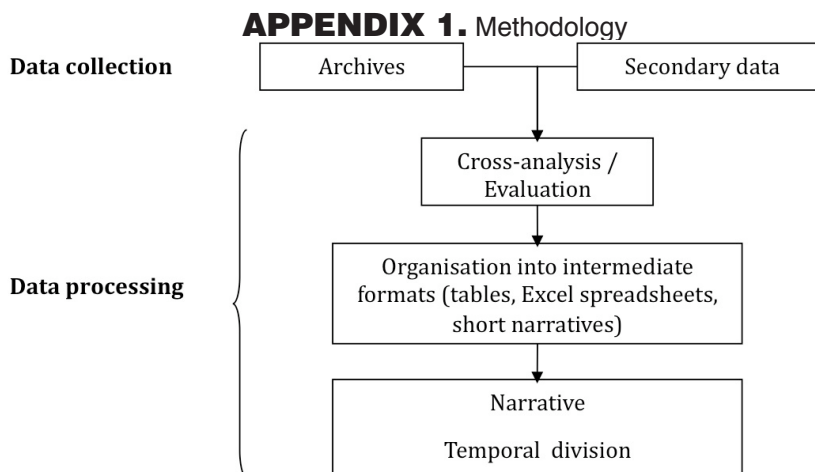 APPENDIX 1. Methodology
Data collection
Archives
Secondary data
Cross-analysis /
Evaluation
Data processing
Organisation into intermediate
formats (tables, Excel spreadsheets,
short narratives)
Narrative
Temporal division